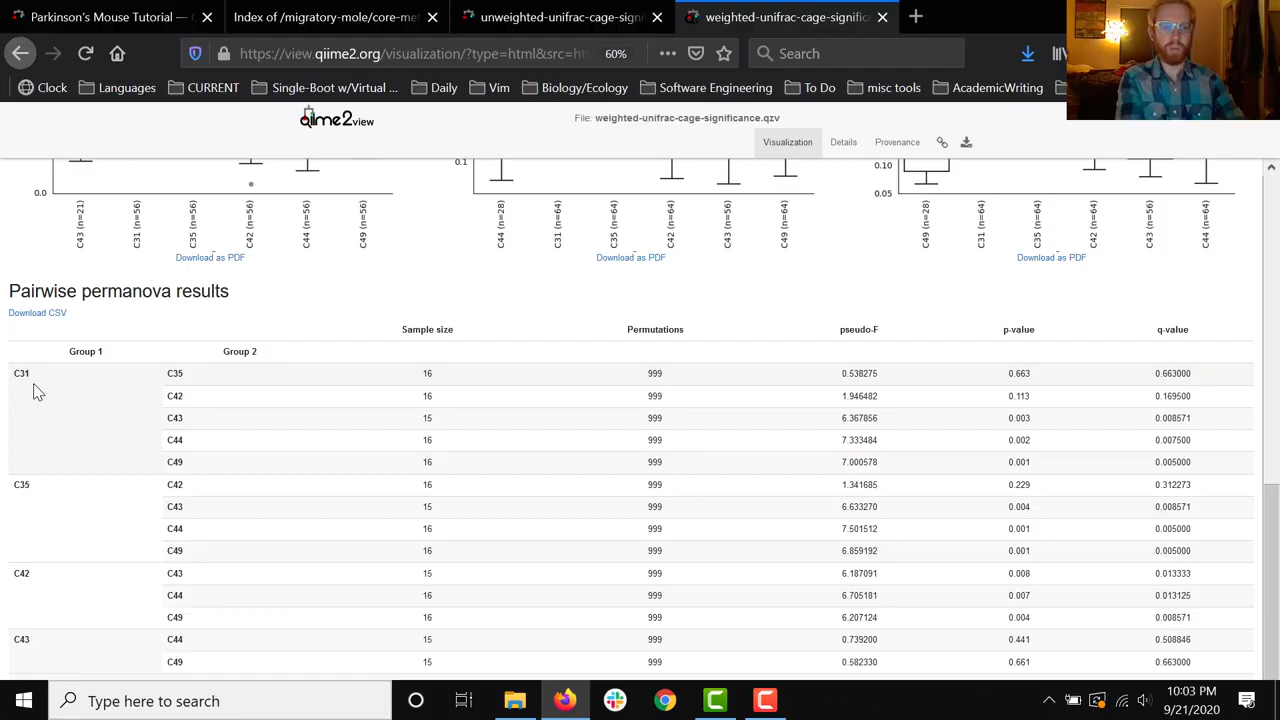 Parkinson's Mouse Tutorial —
Index of /migratory-mole/core-met
unweighted-unifrac-cage-signi
weighted-unifrac-cage-significa
https://view.qiime2.org/visualization/?type=html&src=ht
60%
Search
Clock
Languages
CURRENT
Single-Boot w/Virtual ...
Daily
Vim
Biology/Ecology
Software Engineering
To Do
misc tools
AcademicWriting
qiime2view
File: weighted-unifrac-cage-significance.qzv
Visualization
Details
Provenance
0.0
0.1
0.10
0.05
C43 (n=21)
C31 (n=56)
C35 (n=56)
C42 (n=56)
C44 (n=56)
C49 (n=56)
C44 (n=28)
C31 (n=64)
C35 (n=64)
C42 (n=64)
C43 (n=56)
C49 (n=64)
C49 (n=28)
C31 (n=64)
C35 (n=64)
C42 (n=64)
C43 (n=56)
C44 (n=64)
Download as PDF
Download as PDF
Download as PDF
Pairwise permanova results
Download CSV
Sample size Permutations pseudo-F p-value q-value
Group 1 Group 2
C31 C35 16 999 0.538275 0.663 0.663000
C42 16 999 1.946482 0.113 0.169500
C43 15 999 6.367856 0.003 0.008571
C44 16 999 7.333484 0.002 0.007500
C49 16 999 7.000578 0.001 0.005000
C35 C42 16 999 1.341685 0.229 0.312273
C43 15 999 6.633270 0.004 0.008571
C44 16 999 7.501512 0.001 0.005000
C49 16 999 6.859192 0.001 0.005000
C42 C43 15 999 6.187091 0.008 0.013333
C44 16 999 6.705181 0.007 0.013125
C49 16 999 6.207124 0.004 0.008571
C43 C44 15 999 0.739200 0.441 0.508846
C49 15 999 0.582330 0.661 0.663000
Type here to search
10:03 PM
9/21/2020